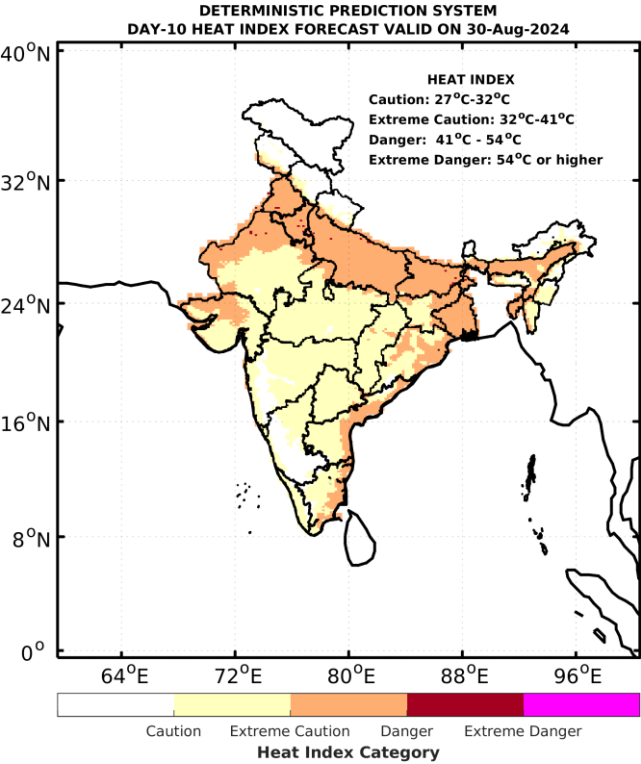 DETERMINISTIC PREDICTION SYSTEM
DAY-10 HEAT INDEX FORECAST VALID ON 30-Aug-2024
HEAT INDEX
Caution: 27°C-32°C
Extreme Caution: 32°C-41°C
Danger: 41°C - 54°C
Extreme Danger: 54°C or higher
40°N
32°N
24°N
16°N
8°N
0°
64°E 72°E 80°E 88°E 96°E
Caution Extreme Caution Danger Extreme Danger
Heat Index Category